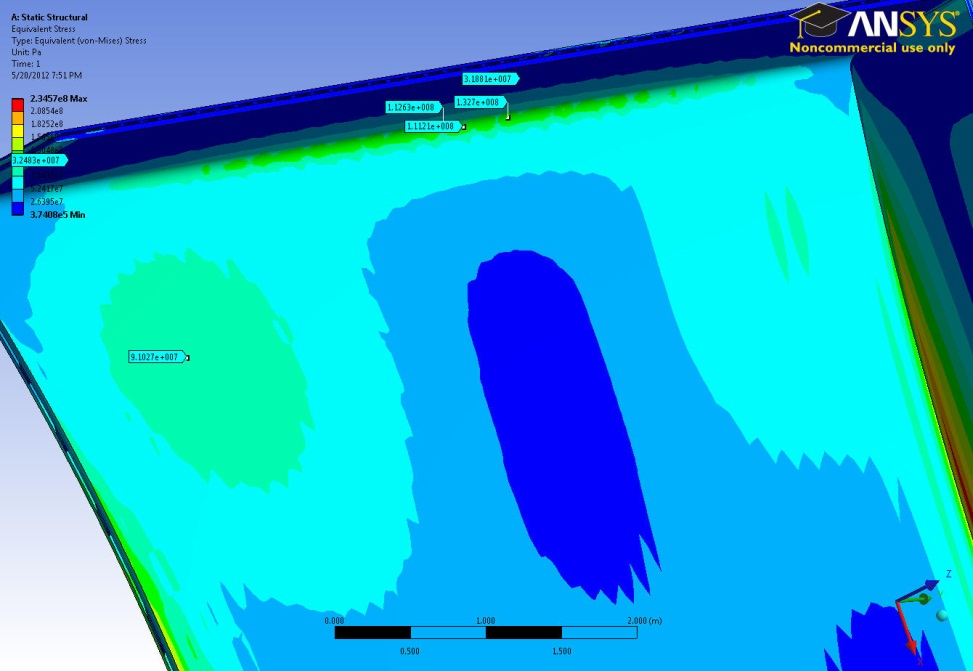 A: Static Structural
Equivalent Stress
Type: Equivalent (von-Mises) Stress
Unit: Pa
Time: 1
5/20/2012 7:51 PM
ANSYS
Noncommercial use only
2.3457e8 Max
2.0854e8
1.8252e8
3.2483e+007
5.2417e7
2.6395e7
3.7408e5 Min
3.1881e+007
1.1263e+008
1.327e+008
1.1121e+008
9.1027e+007
0.000
1.000
2.000 (m)
0.500
1.500
Z
X